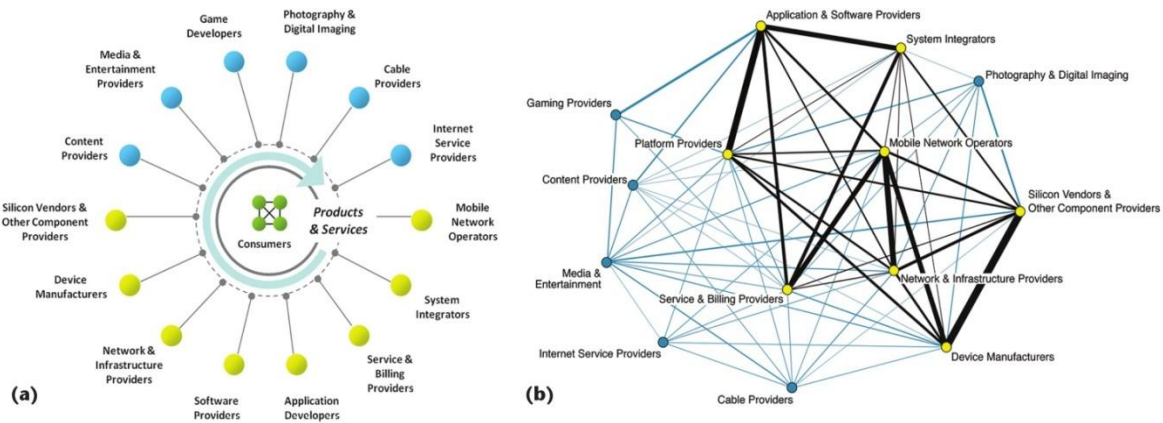 Game
Developers
Photography &
Digital Imaging
Media &
Entertainment
Providers
Cable
Providers
Content
Providers
Internet
Service
Providers
Silicon Vendors &
Other Component
Providers
Products
& Services
Consumers
Mobile
Network
Operators
Device
Manufacturers
System
Integrators
Network &
Infrastructure
Providers
Service &
Billing
Providers
Software
Providers
Application
Developers
(a)
Application & Software Providers
System Integrators
Photography & Digital Imaging
Gaming Providers
Platform Providers
Mobile Network Operators
Content Providers
Silicon Vendors &
Other Component Providers
Media &
Entertainment
Network & Infrastructure Providers
Service & Billing Providers
Internet Service Providers
Device Manufacturers
Cable Providers
(b)